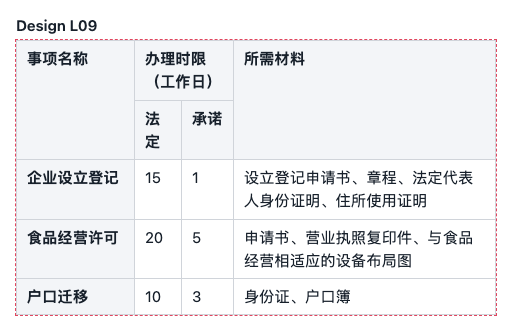 Design L09
事项名称
办理时限
（工作日）
所需材料
法
定
承诺
企业设立登记
15
1
设立登记申请书、章程、法定代表
人身份证明、住所使用证明
食品经营许可
20
5
申请书、营业执照复印件、与食品
经营相适应的设备布局图
户口迁移
10
3
身份证、户口簿